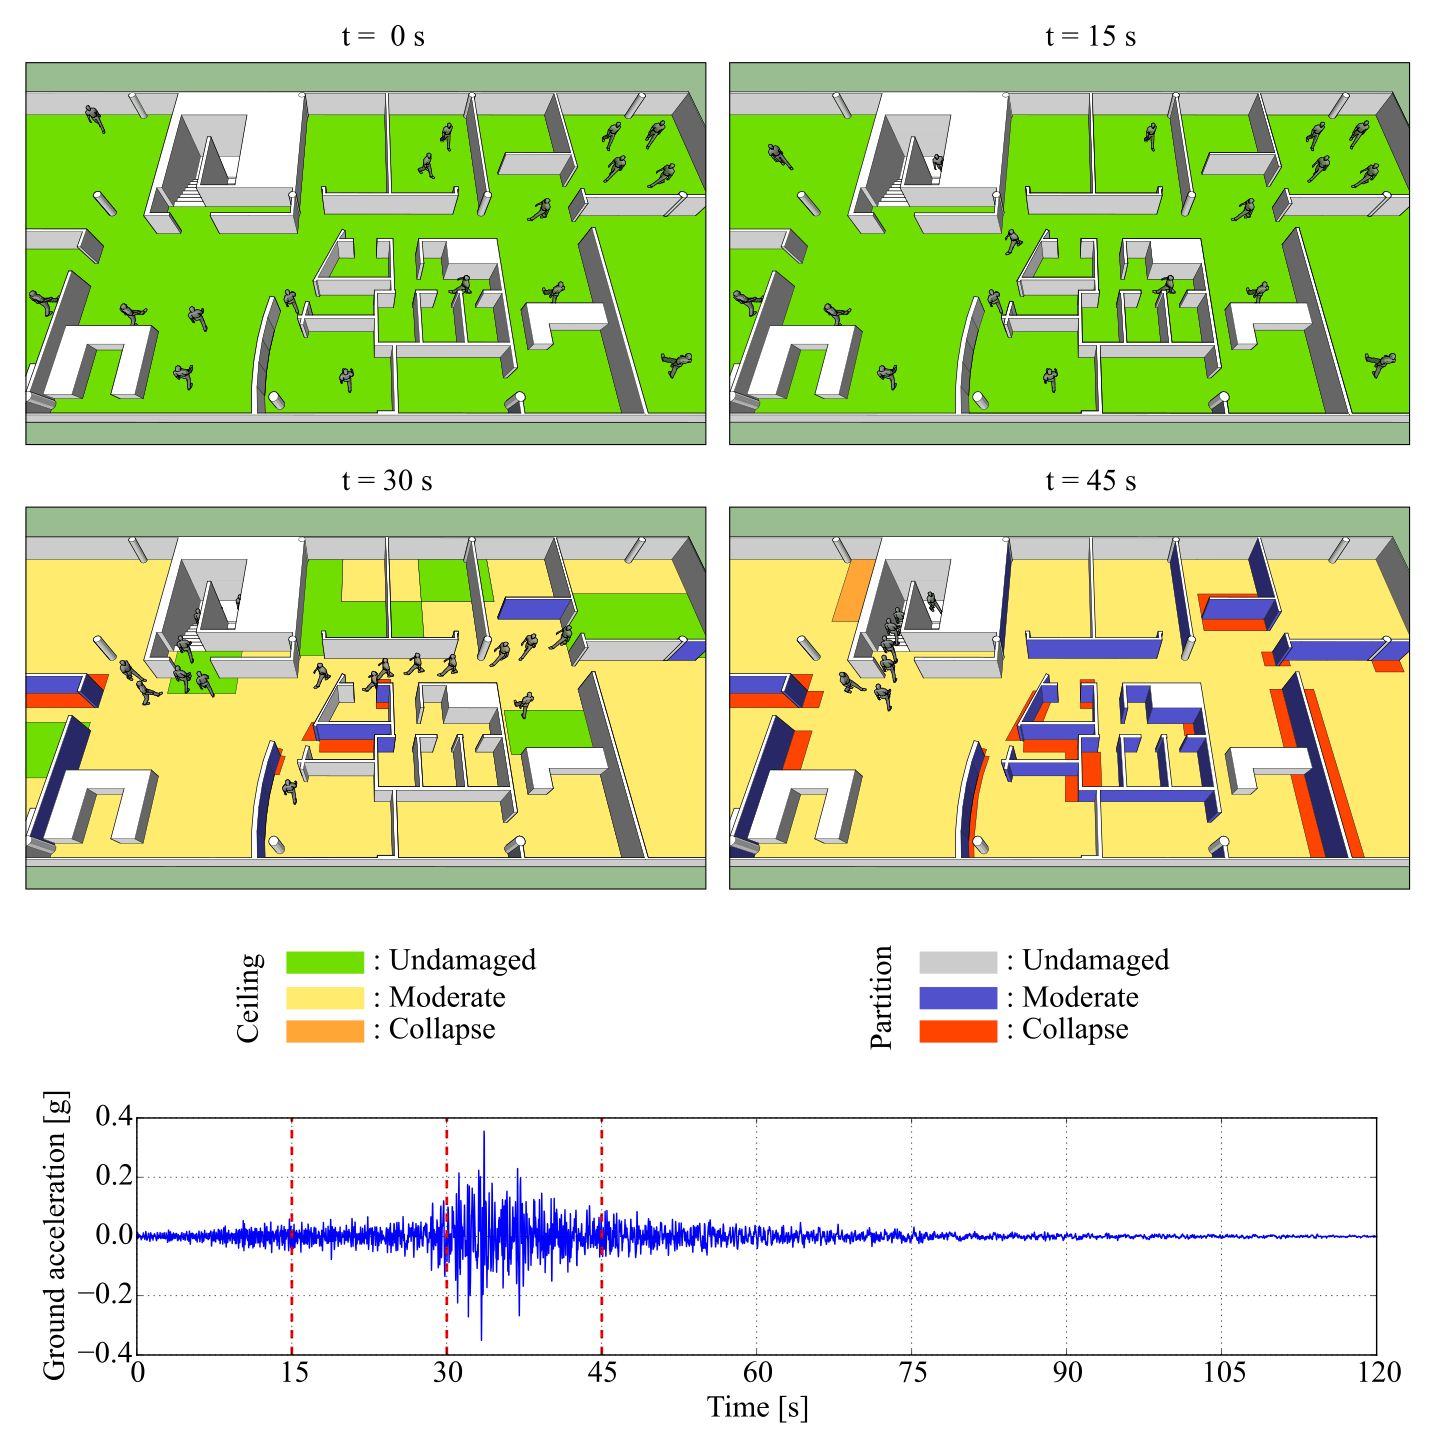 t =  0 s
t = 15 s
t = 30 s
t = 45 s
Ceiling
: Undamaged
: Moderate
: Collapse
Partition
: Undamaged
: Moderate
: Collapse
Ground acceleration [g]
0.4
0.2
0.0
−0.2
−0.4
0 15 30 45 60 75 90 105 120
Time [s]